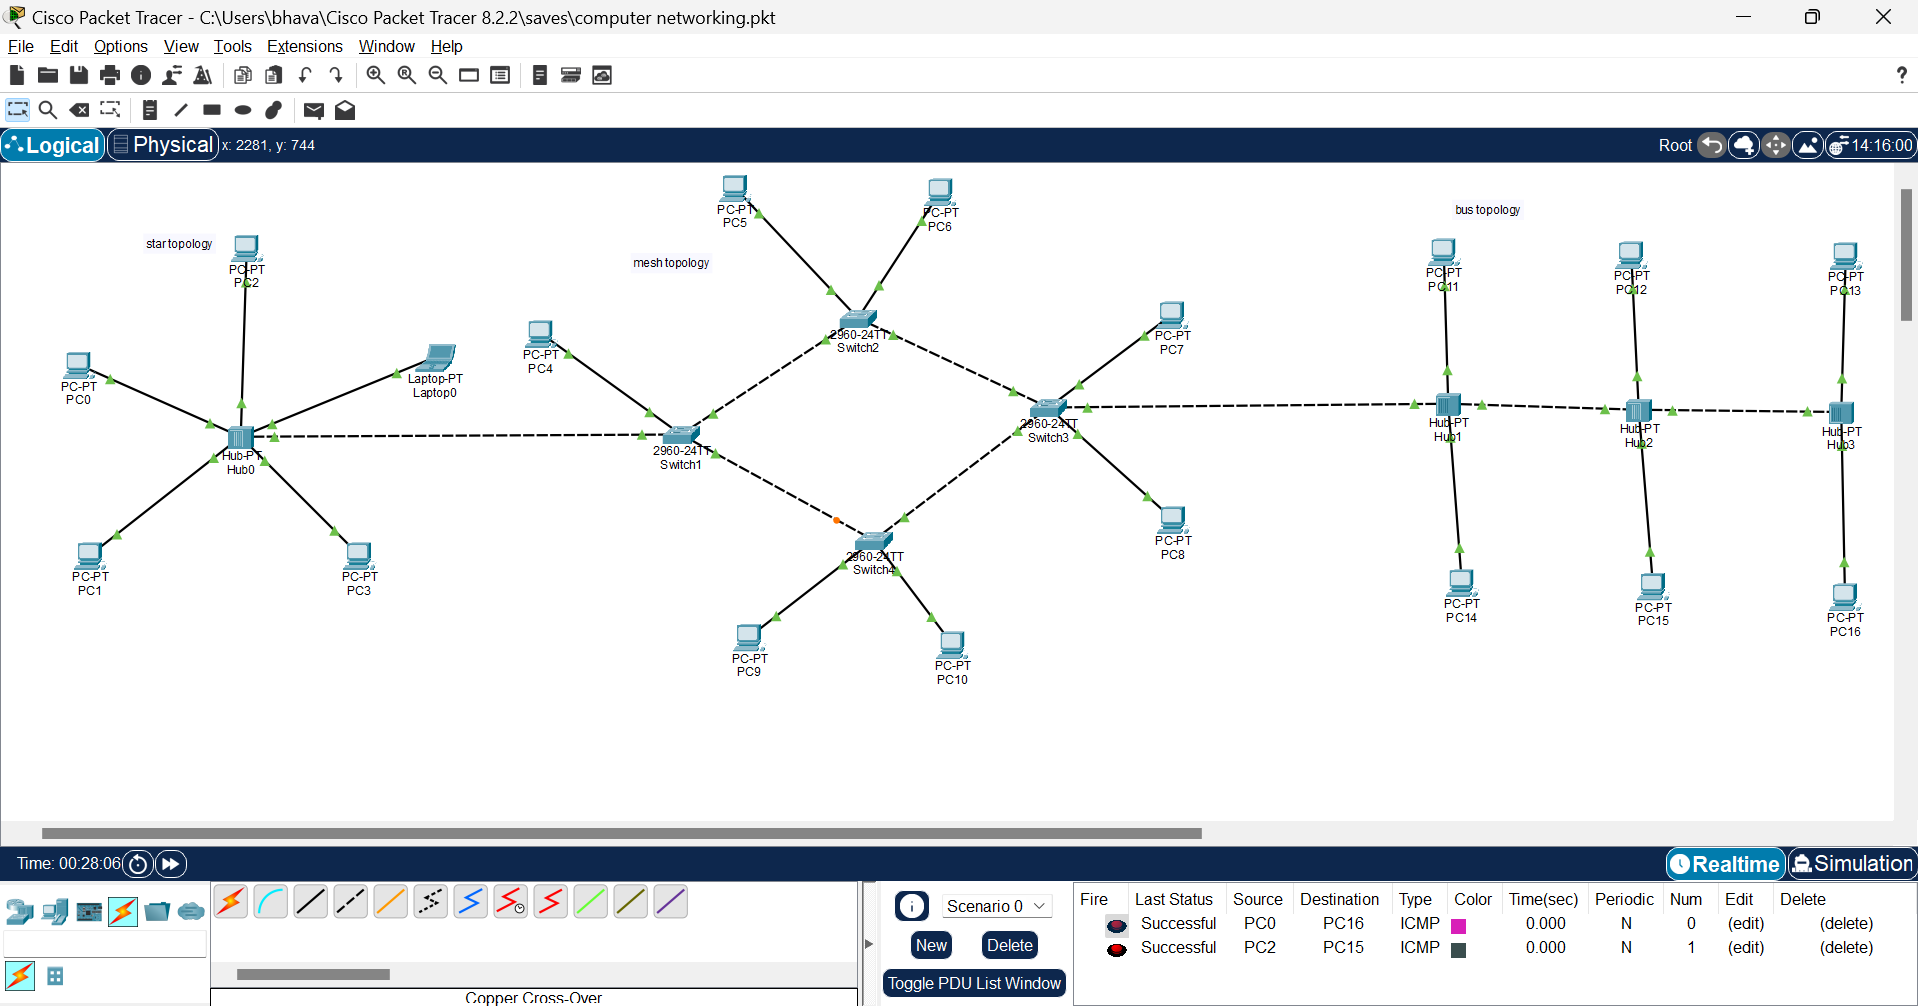 Cisco Packet Tracer - C:\Users\bhava\Cisco Packet Tracer 8.2.2\saves\computer networking.pkt
File Edit Options View Tools Extensions Window Help
?
Logical Physical x: 2281, y: 744 Root 14:16:00
star topology
PC-PT
PC2
PC-PT
PC0
Laptop-PT
Laptop0
Hub-PT
Hub0
PC-PT
PC1
PC-PT
PC3
mesh topology
PC-PT
PC5
PC-PT
PC6
PC-PT
PC4
2960-24TT
Switch2
PC-PT
PC7
2960-24TT
Switch1
2960-24TT
Switch3
2960-24TT
Switch4
PC-PT
PC8
PC-PT
PC9
PC-PT
PC10
bus topology
PC-PT
PC11
PC-PT
PC12
PC-PT
PC13
Hub-PT
Hub1
Hub-PT
Hub2
Hub-PT
Hub3
PC-PT
PC14
PC-PT
PC15
PC-PT
PC16
Time: 00:28:06 Realtime Simulation
Copper Cross-Over
Scenario 0
New Delete
Toggle PDU List Window
Fire Last Status Source Destination Type Color Time(sec) Periodic Num Edit Delete
Successful PC0 PC16 ICMP 0.000 N 0 (edit) (delete)
Successful PC2 PC15 ICMP 0.000 N 1 (edit) (delete)